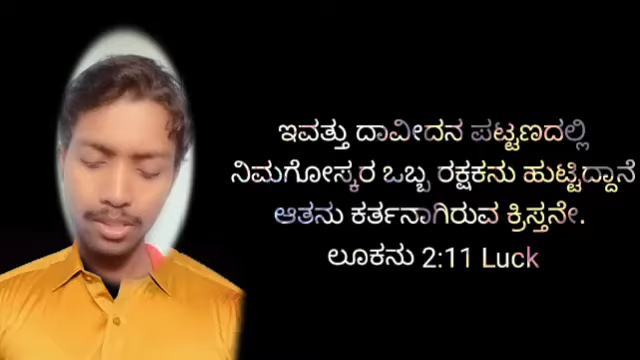 ಇವತ್ತು ದಾವೀದನ ಪಟ್ಟಣದಲ್ಲಿ
ನಿಮಗೋಸ್ಕರ ಒಬ್ಬ ರಕ್ಷಕನು ಹುಟ್ಟಿದ್ದಾನೆ
ಆತನು ಕರ್ತನಾಗಿರುವ ಕ್ರಿಸ್ತನೇ.
ಲೂಕನು 2:11 Luck